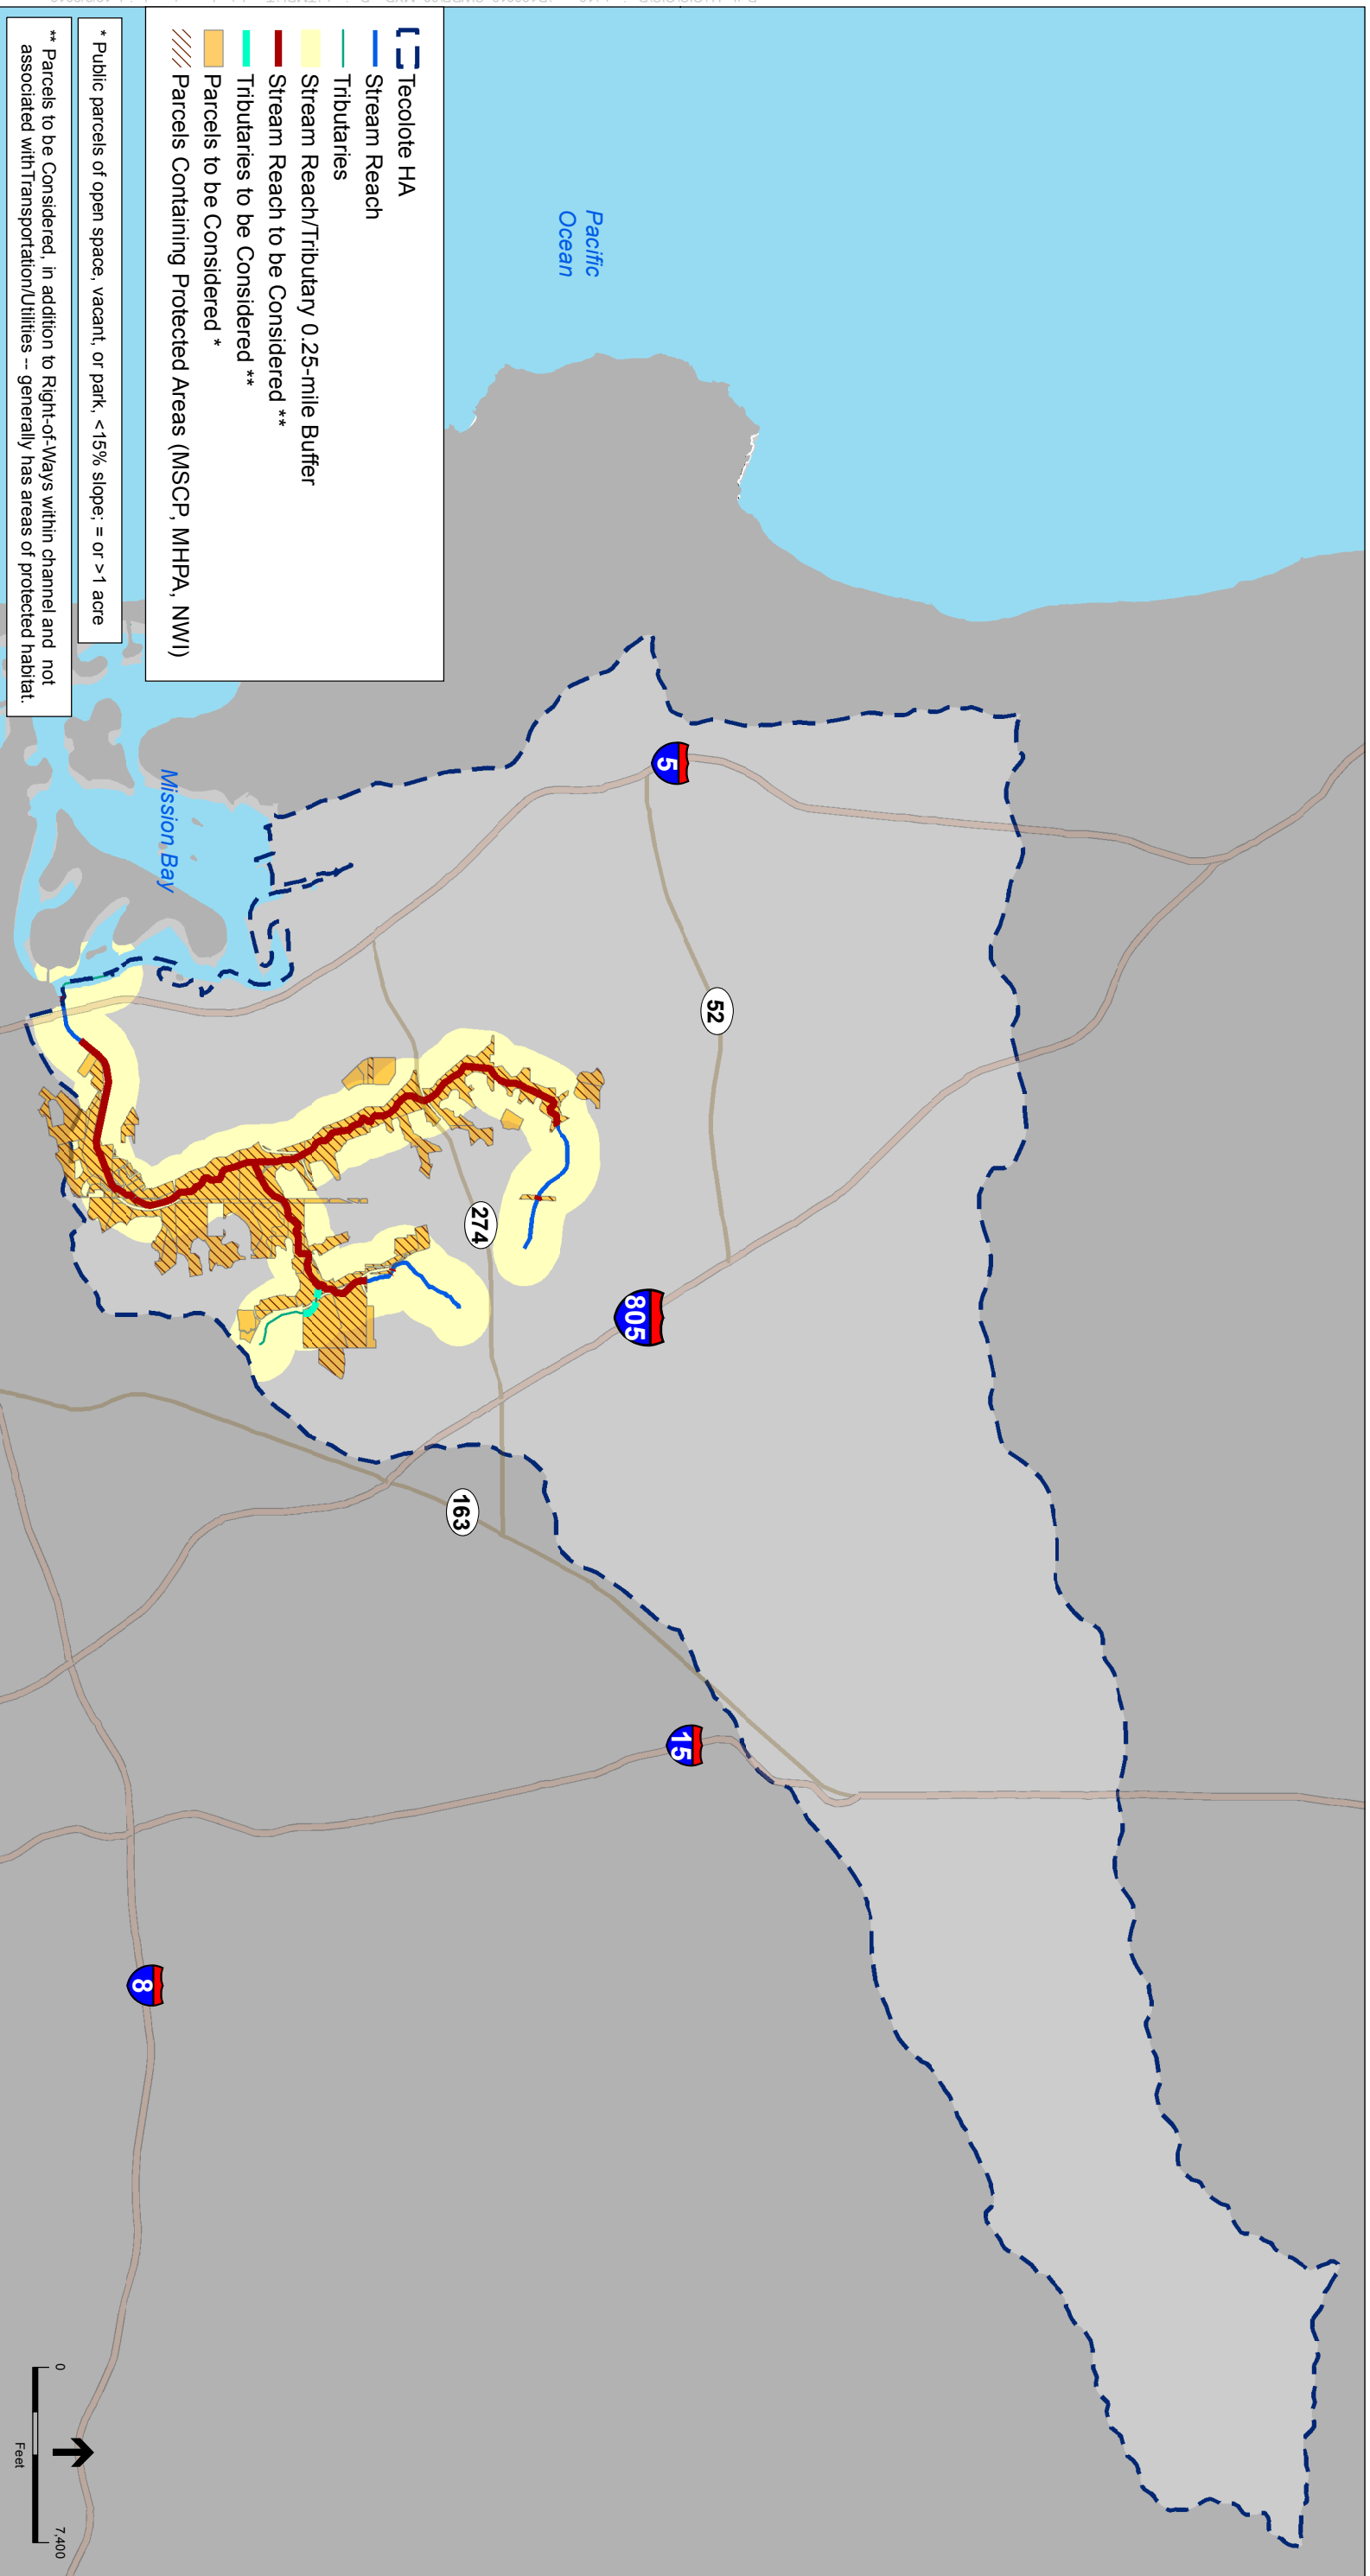 Tecolote HA
Stream Reach
Tributaries
Stream Reach/Tributary 0.25-mile Buffer
Stream Reach to be Considered **
Tributaries to be Considered **
Parcels to be Considered *
Parcels Containing Protected Areas (MSCP, MHPA, NWI)
* Public parcels of open space, vacant, or park, <15% slope; = or >1 acre
** Parcels to be Considered, in addition to Right-of-Ways within channel and not
associated withTransportation/Utilities -- generally has areas of protected habitat.
Pacific
Ocean
Mission Bay
5
52
274
805
163
15
8
0
7,400
Feet